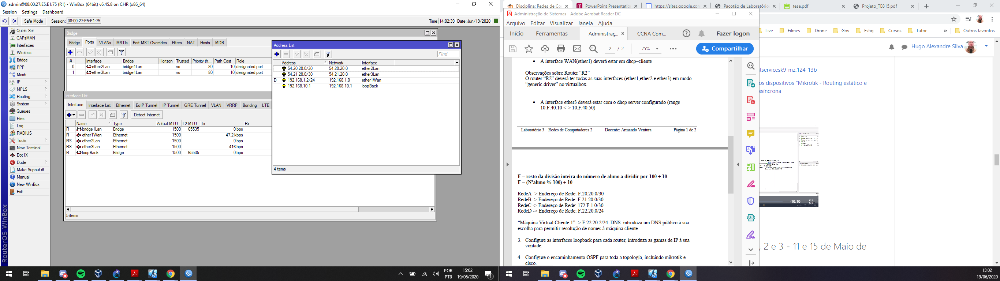 admin@08:00:27:E5:E1:75 (R1) - WinBox (64bit) v6.45.8 on CHR (x86_64)
Session Settings Dashboard
Safe Mode Session: 08:00:27:E5:E1:75 Time: 14:02:39 Date: Jun/19/2020
Quick Set
CAPsMAN
Interfaces
Wireless
Bridge
PPP
Mesh
IP
MPLS
Routing
System
Queues
Files
Log
RADIUS
Tools
New Terminal
Dot1X
Dude
Make Supout.rif
Manual
New WinBox
Exit
RouterOS WinBox
Bridge
Bridge Ports VLANs MSTIs Port MST Overrides Filters NAT Hosts MDB
# Interface Bridge Horizon Trusted Priority (h... Path Cost Role
0 ether2Lan bridge1Lan no 80 10 designated port
1 ether3Lan bridge1Lan no 80 10 designated port
Interface List
Interface Interface List Ethernet EoIP Tunnel IP Tunnel GRE Tunnel VLAN VRRP Bonding LTE
Detect Internet
Name Type Actual MTU L2 MTU Tx Rx
R bridge1Lan Bridge 1500 65535 0 bps
R ether1Wan Ethernet 1500 47.2 kbps
RS ether2Lan Ethernet 1500 0 bps
RS ether3Lan Ethernet 1500 416 bps
R loopBack Bridge 1500 65535 0 bps
5 items
Address List
Find
Address Network Interface
54.20.20.0/30 54.20.20.0 ether2Lan
54.21.20.0/30 54.21.20.0 ether3Lan
D 192.168.1.2/24 192.168.1.0 ether1Wan
192.168.10.1 192.168.10.1 loopBack
4 items
POR
PTB
15:02
19/06/2020
1
Disciplina: Redes de Co PowerPoint Presentatio https://sites.google.con Pacotão de Laboratório tese.pdf Projeto_TE815.pdf
Live Filmes Drone Gov Estig Cursos Tutor » Outros favoritos
Hugo Alexandre Silva
tservicesk9-mz.124-13b
os dispositivos "Mikrotik - Routing estático e
ssíncrona
-16:10
, 2 e 3 - 11 e 15 de Maio de
Administração de Sistemas - Adobe Acrobat Reader DC
Arquivo Editar Visualizar Janela Ajuda
Início Ferramentas Administraç... CCNA Com... Fazer logon
2 / 2 75% Compartilhar
• A interface WAN(ether1) deverá estar em dhcp–cliente
Observações sobre Router “R2”
O router “R2” deverá ter todas as suas interfaces (ether1,ether2 e ether3) em modo
“generic driver” no virtualbox.
• A interface ether3 deverá estar com o dhcp server configurado (range
10.F.40.10 <-> 10.F.40.50)
Laboratório 3 – Redes de Computadores 2 Docente: Armando Ventura Página 1 de 2
F = resto da divisão inteira do número de aluno a dividir por 100 + 10
F = (Nºaluno % 100) + 10
RedeA -> Endereço de Rede: F.20.20.0/30
RedeB -> Endereço de Rede: F.21.20.0/30
RedeC -> Endereço de Rede: 172.F.1.0/30
RedeD -> Endereço de Rede: F.22.20.0/24
“Máquina Virtual Cliente 1” -> F.22.20.2/24 DNS: introduza um DNS público à sua
escolha para permitir resolução de nomes à máquina cliente.
3. Configure as interfaces loopback para cada router, introduza as gamas de IP à sua
vontade.
4. Configure o encaminhamento OSPF para toda a topologia, incluindo mikrotik e
cisco.
15:02
19/06/2020